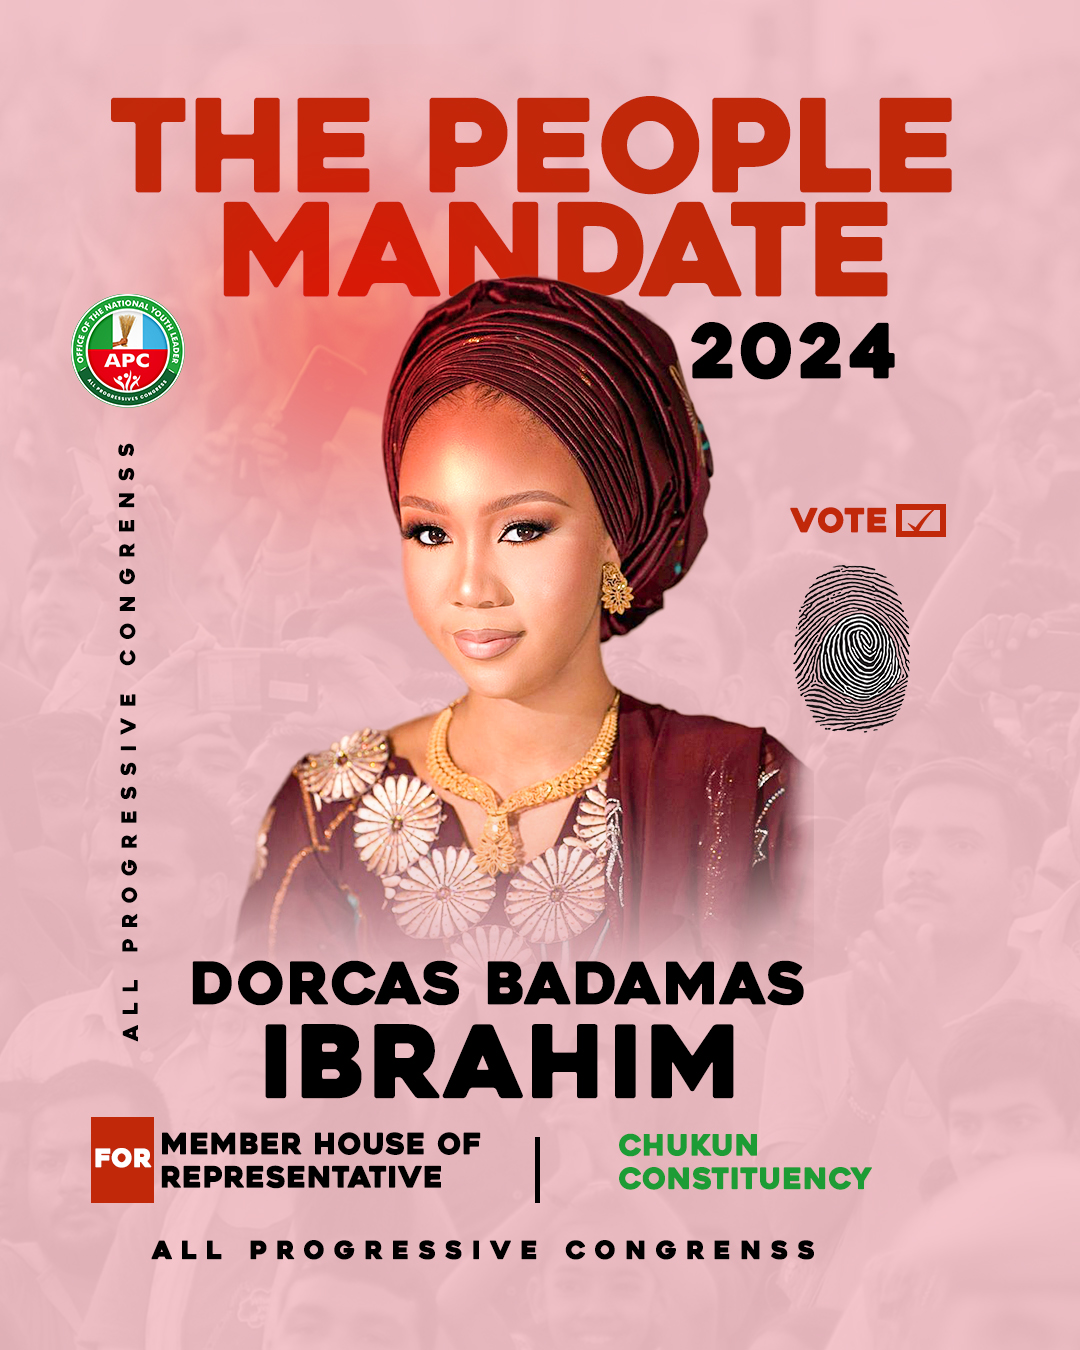 THE PEOPLE
MANDATE
2024
OFFICE OF THE NATIONAL YOUTH LEADER
APC
ALL PROGRESSIVES CONGRESS
ALL PROGRESSIVE CONGRENSS
VOTE
DORCAS BADAMAS
IBRAHIM
FOR
MEMBER HOUSE OF
REPRESENTATIVE
CHUKUN
CONSTITUENCY
ALL PROGRESSIVE CONGRENSS